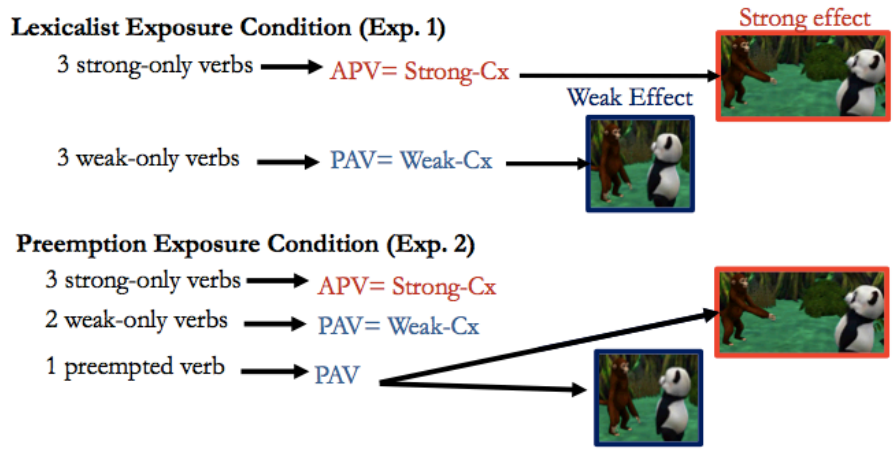 Lexicalist Exposure Condition (Exp. 1)
Strong effect
3 strong-only verbs
APV= Strong-Cx
Weak Effect
3 weak-only verbs
PAV= Weak-Cx
Preemption Exposure Condition (Exp. 2)
3 strong-only verbs
APV= Strong-Cx
2 weak-only verbs
PAV= Weak-Cx
1 preempted verb
PAV